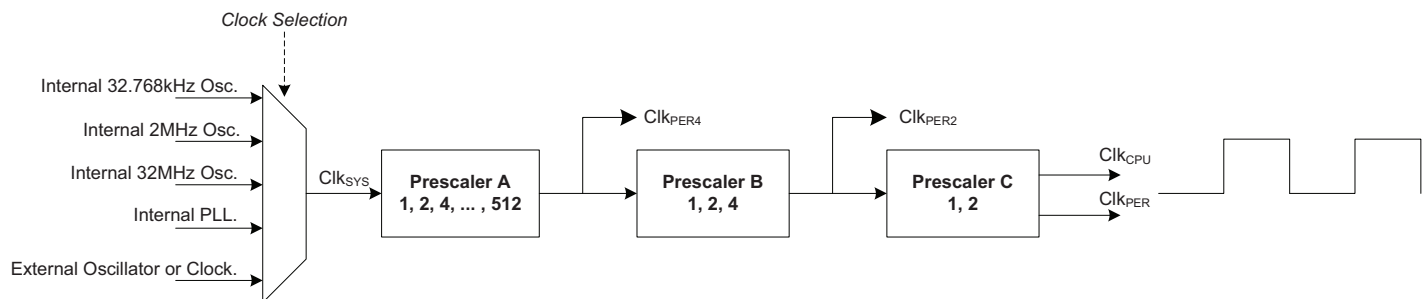 Clock Selection
Internal 32.768kHz Osc.
Internal 2MHz Osc.
Internal 32MHz Osc.
Internal PLL.
External Oscillator or Clock.
ClkSYS
Prescaler A
1, 2, 4, ... , 512
ClkPER4
Prescaler B
1, 2, 4
ClkPER2
Prescaler C
1, 2
ClkCPU
ClkPER